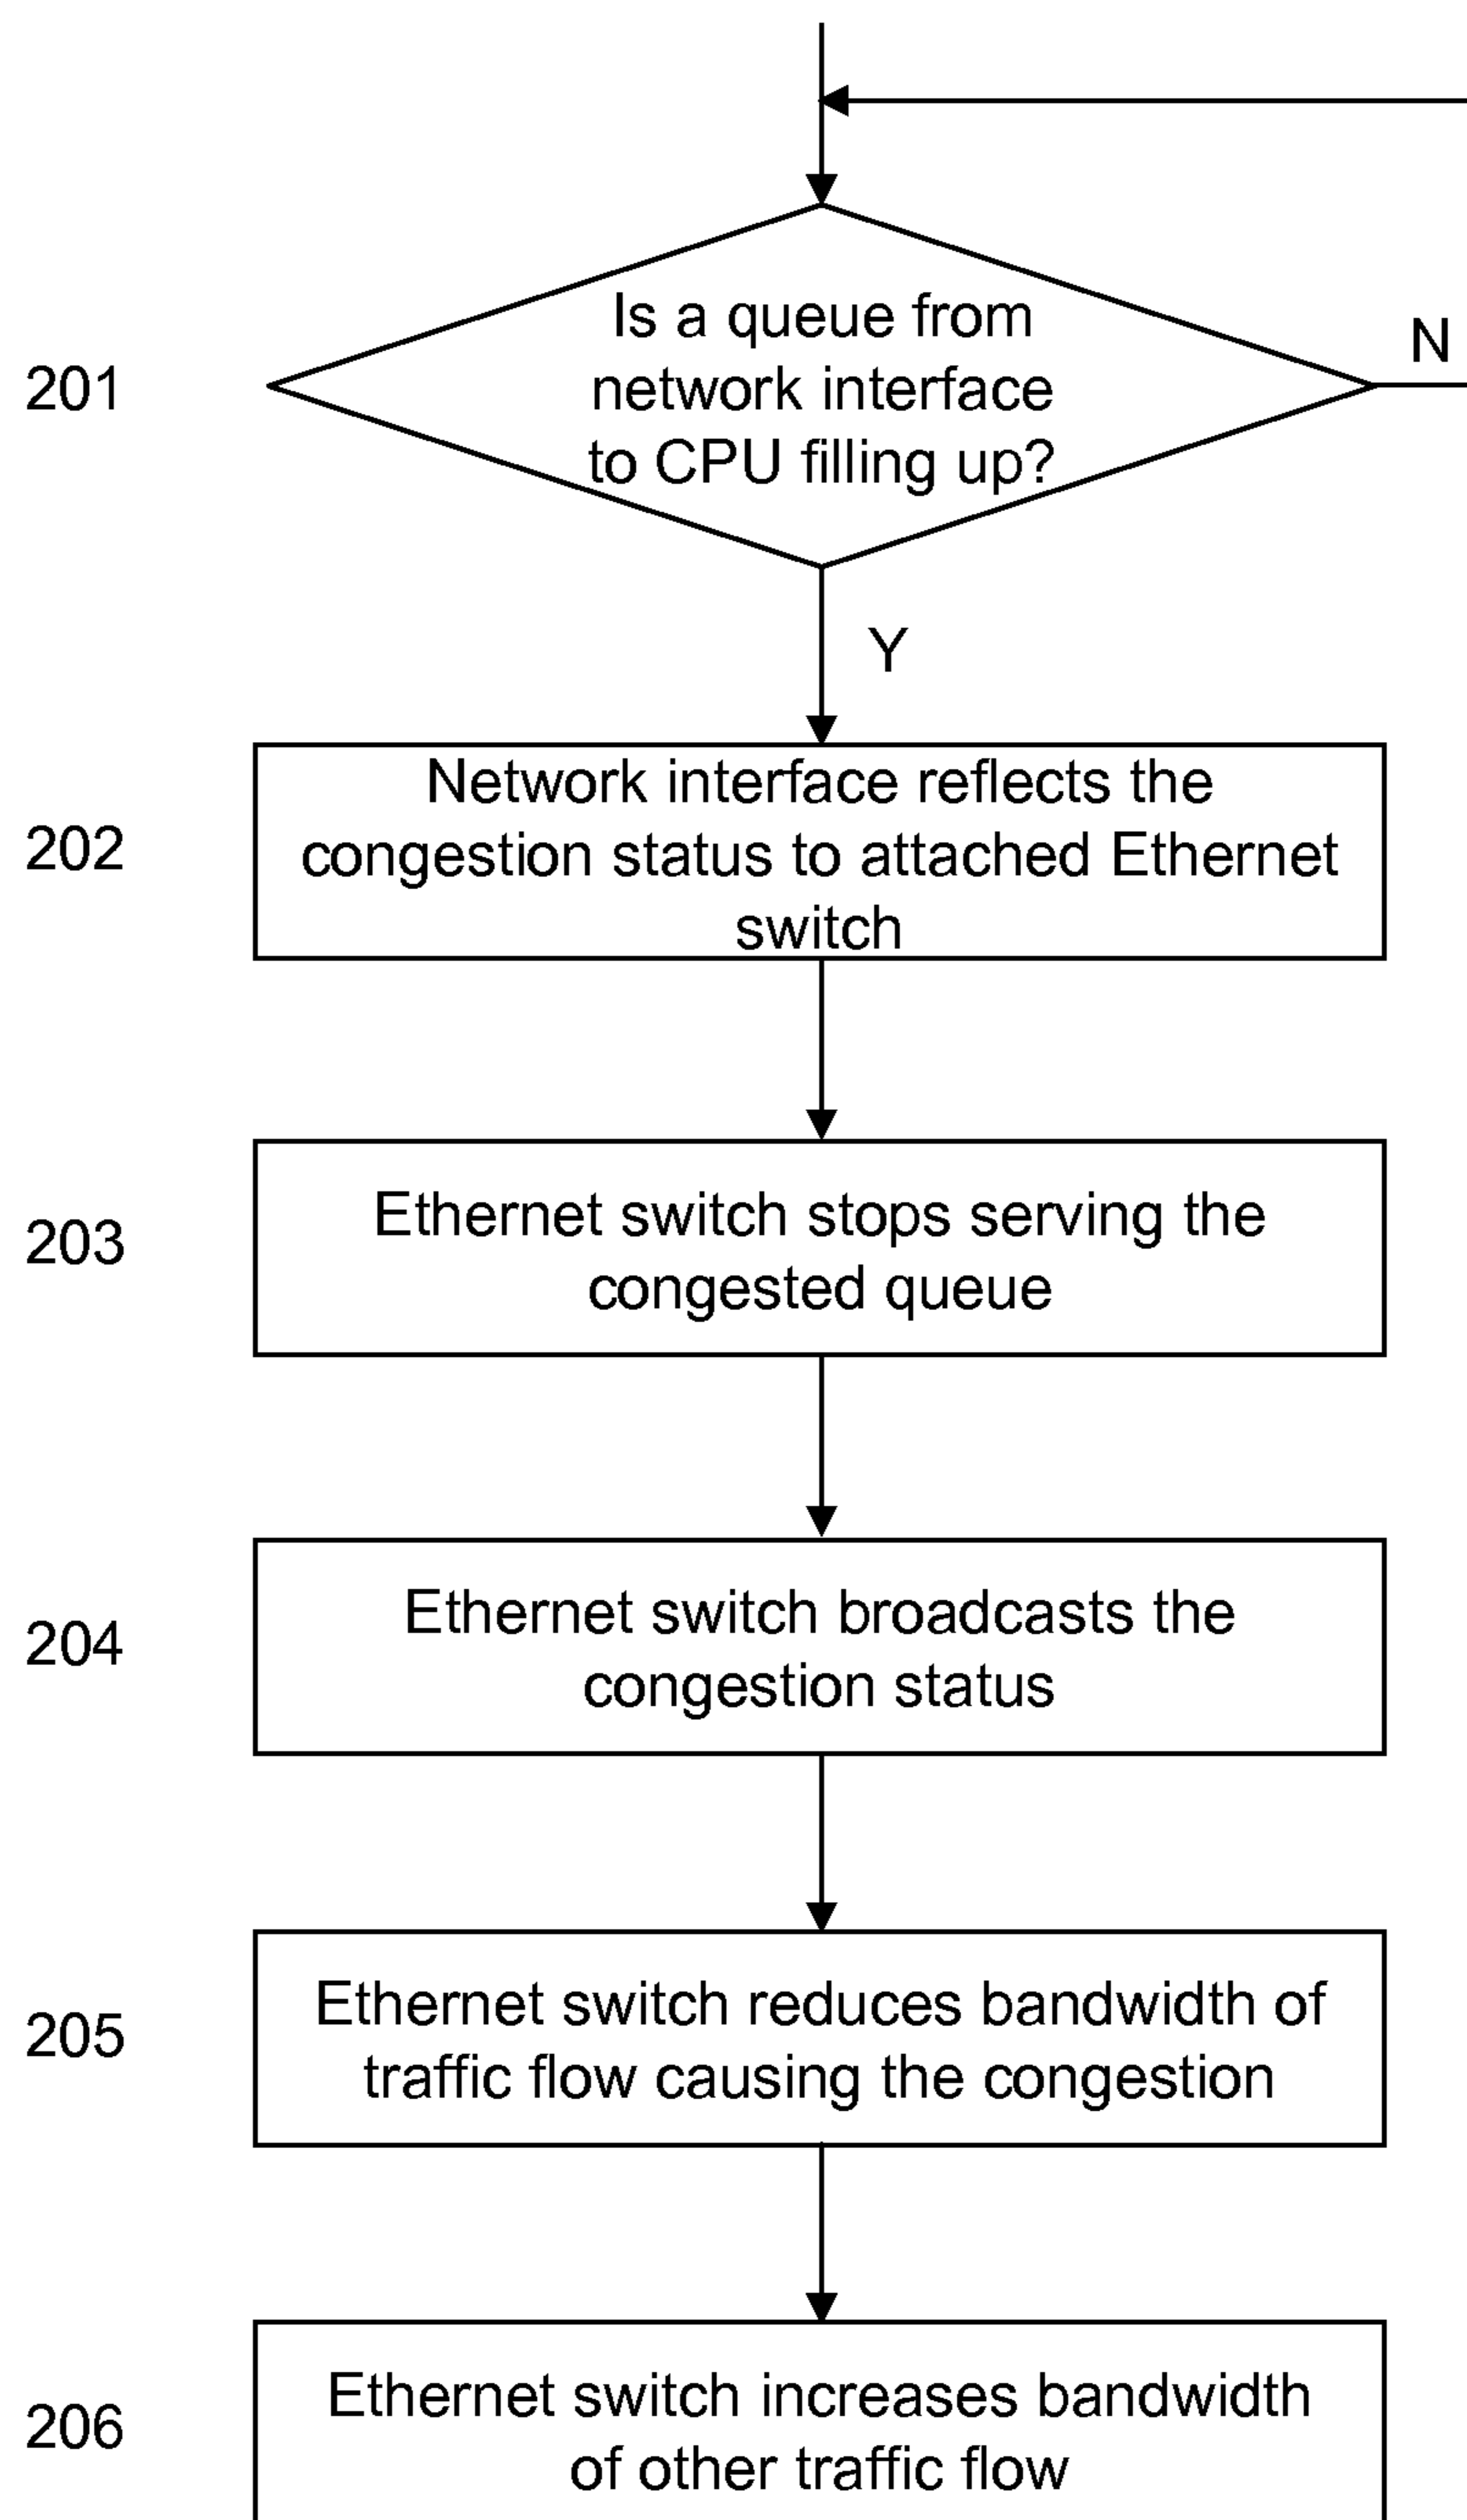 Is a queue from
network interface
to CPU filling up?
N
201
Y
Network interface reflects the
congestion status to attached Ethernet
switch
202
Ethernet switch stops serving the
congested queue
203
Ethernet switch broadcasts the
congestion status
204
Ethernet switch reduces bandwidth of
traffic flow causing the congestion
205
Ethernet switch increases bandwidth
of other traffic flow
206